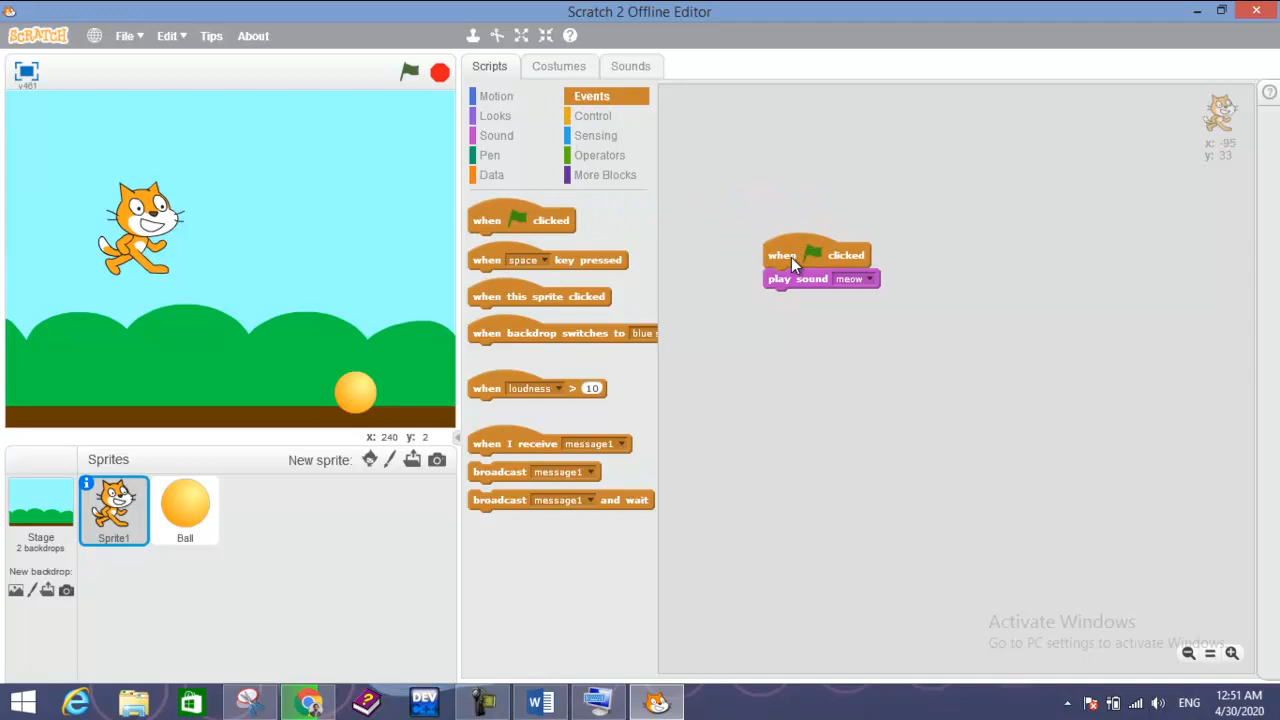 Scratch 2 Offline Editor
SCRATCH File Edit Tips About
v461
Scripts Costumes Sounds
Motion Events
Looks Control
Sound Sensing
Pen Operators
Data More Blocks
when clicked
when space key pressed
when this sprite clicked
when backdrop switches to blue s
when loudness > 10
when I receive message1
broadcast message1
broadcast message1 and wait
x: -95
y: 33
when clicked
play sound meow
x: 240 y: 2
Sprites New sprite:
Stage
2 backdrops
Sprite1
Ball
New backdrop:
Activate Windows
Go to PC settings to activate Windows.
DEV
ENG
12:51 AM
4/30/2020